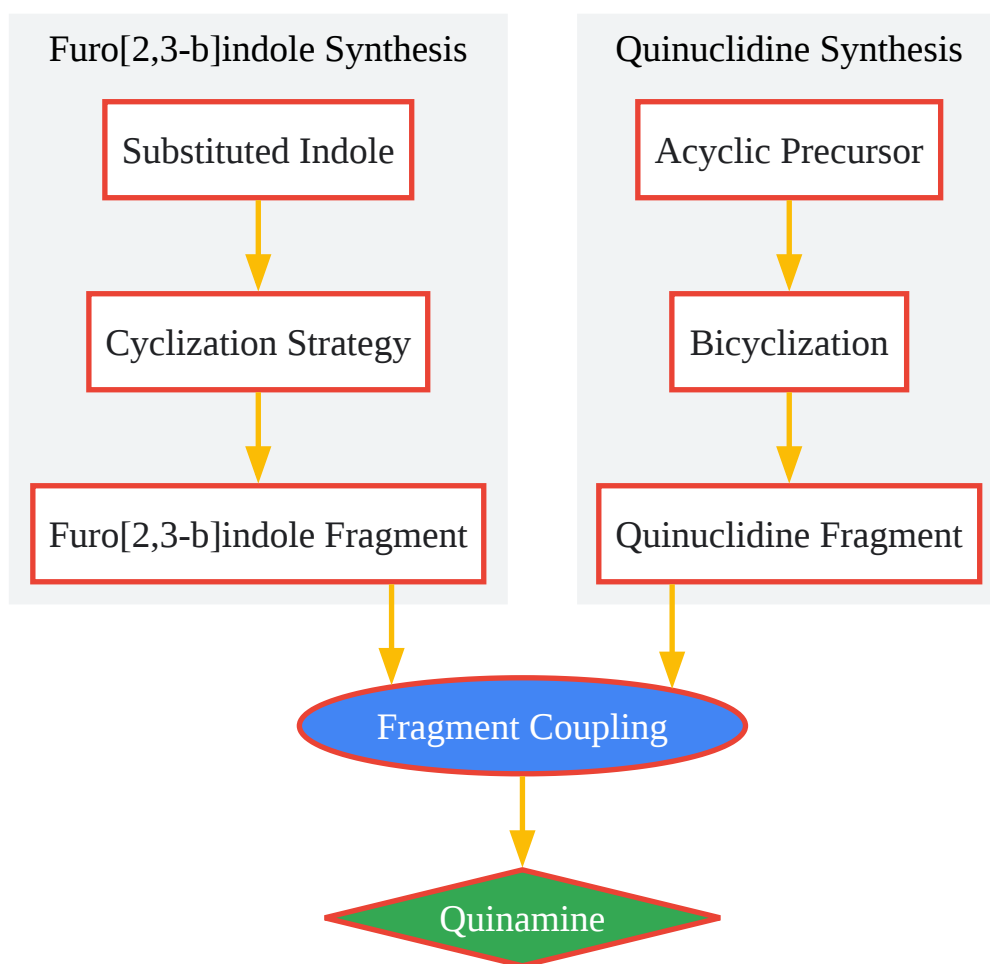 Furo[2,3-b]indole Synthesis
Substituted Indole
Cyclization Strategy
Furo[2,3-b]indole Fragment
Quinuclidine Synthesis
Acyclic Precursor
Bicyclization
Quinuclidine Fragment
Fragment Coupling
Quinamine